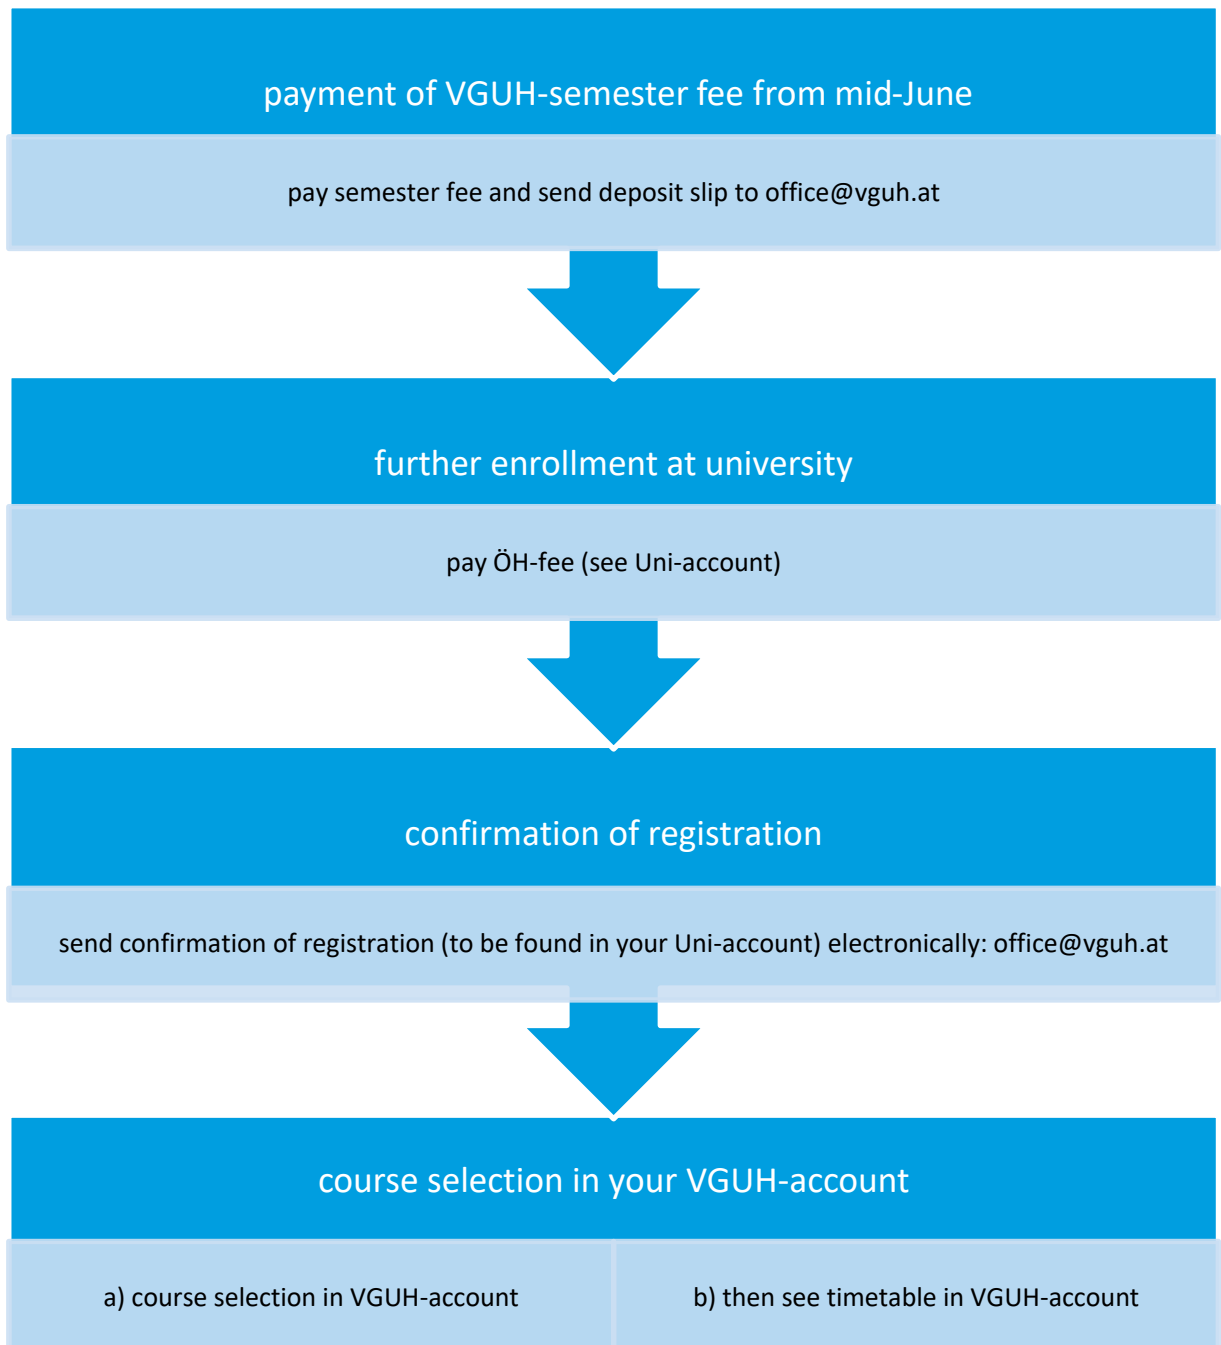 payment of VGUH-semester fee from mid-June
pay semester fee and send deposit slip to office@vguh.at
further enrollment at university
pay ÖH-fee (see Uni-account)
confirmation of registration
send confirmation of registration (to be found in your Uni-account) electronically: office@vguh.at
course selection in your VGUH-account
a) course selection in VGUH-account
b) then see timetable in VGUH-account